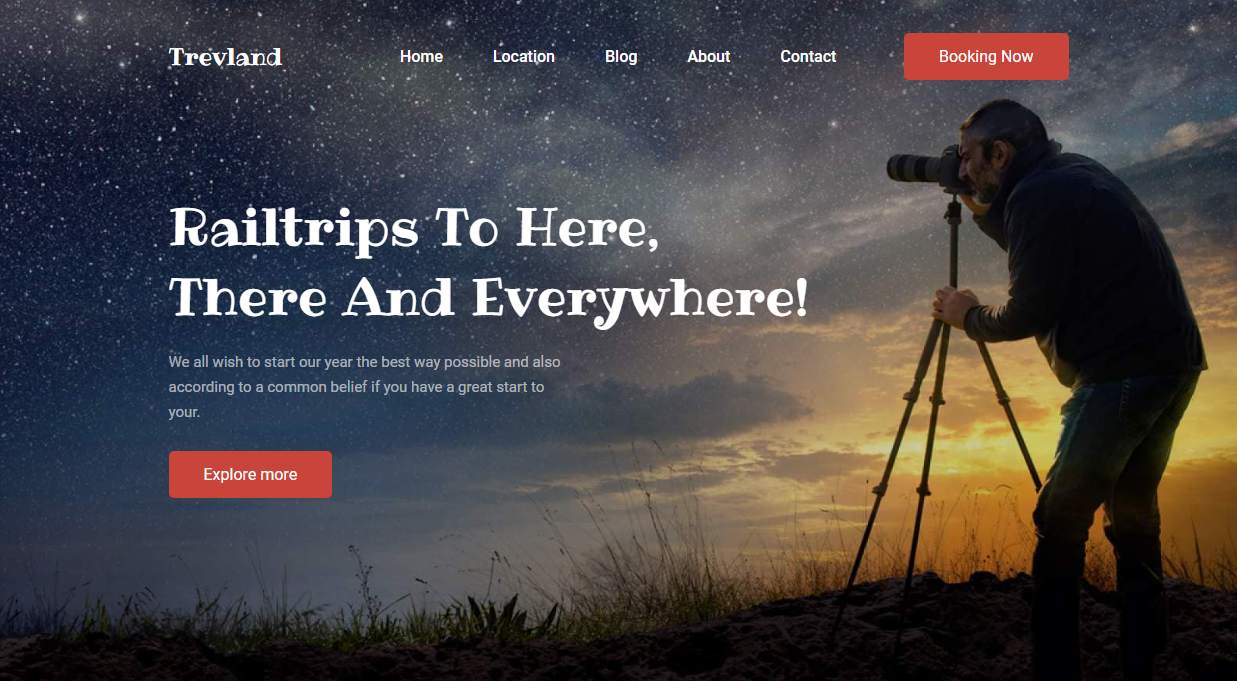 Trevland
Home
Location
Blog
About
Contact
Booking Now
Railtrips To Here,
There And Everywhere!
We all wish to start our year the best way possible and also
according to a common belief if you have a great start to
your.
Explore more